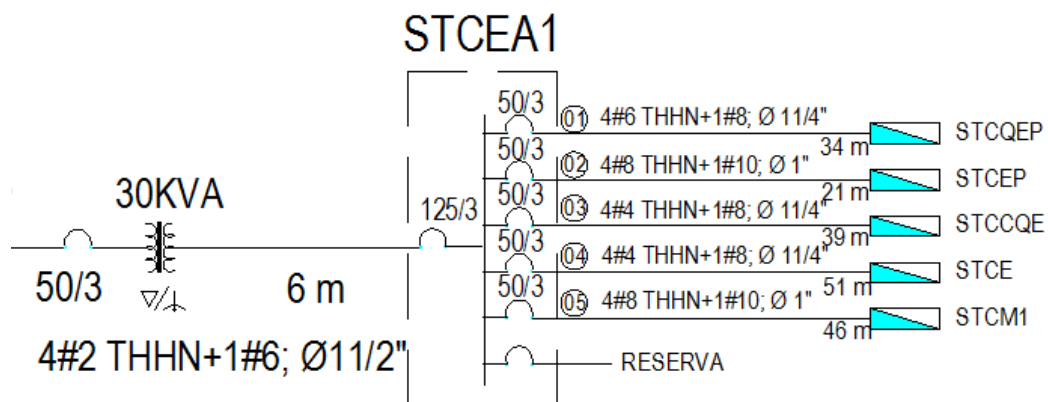 STCEA1
50/3
01 4#6 THHN+1#8; Ø 11/4"
34 m
STCQEP
50/3
02 4#8 THHN+1#10; Ø 1"
21 m
STCEP
50/3
03 4#4 THHN+1#8; Ø 11/4"
39 m
STCCQE
50/3
04 4#4 THHN+1#8; Ø 11/4"
51 m
STCE
50/3
05 4#8 THHN+1#10; Ø 1"
46 m
STCM1
RESERVA
30KVA
125/3
50/3
6 m
4#2 THHN+1#6; Ø11/2"